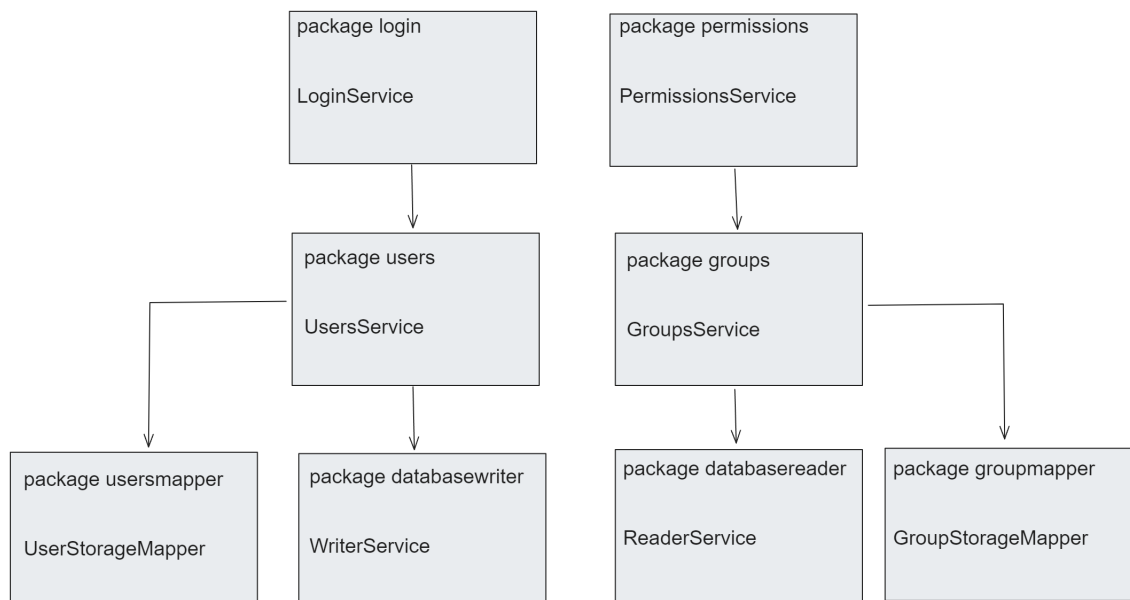 package login
LoginService
package permissions
PermissionsService
package users
UsersService
package groups
GroupsService
package usersmapper
UserStorageMapper
package databasewriter
WriterService
package databasereader
ReaderService
package groupmapper
GroupStorageMapper